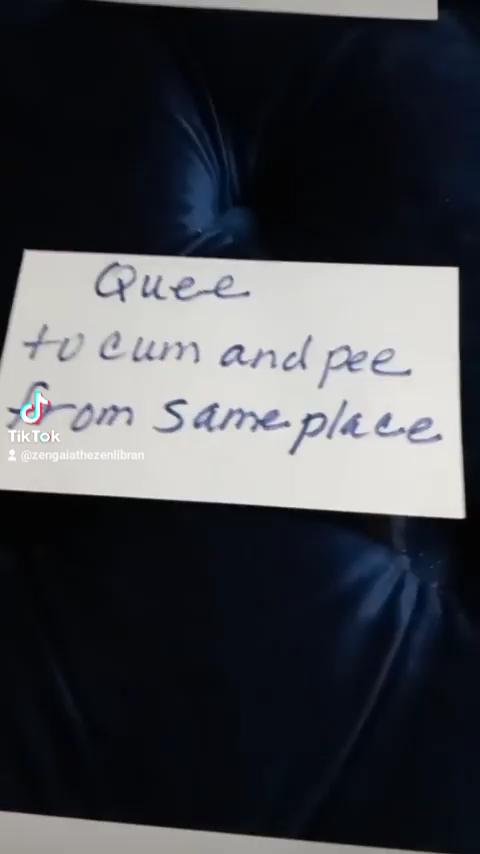 Quee
to cum and pee
from same place
TikTok
@zengaiathezenlibran